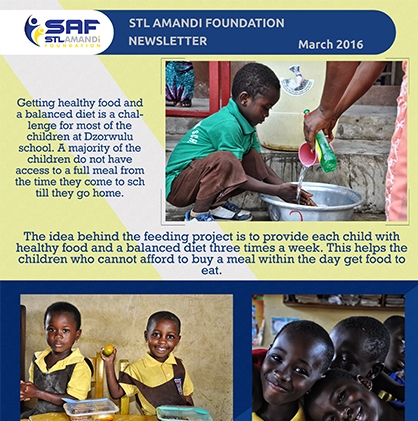 SAF
STLAMANDI
FOUNDATION
STL AMANDI FOUNDATION
NEWSLETTER
March 2016
Getting healthy food and
a balanced diet is a chal-
lenge for most of the
children at Dzorwulu
school. A majority of the
children do not have
access to a full meal from
the time they come to sch
till they go home.
The idea behind the feeding project is to provide each child with
healthy food and a balanced diet three times a week. This helps the
children who cannot afford to buy a meal within the day get food to
eat.